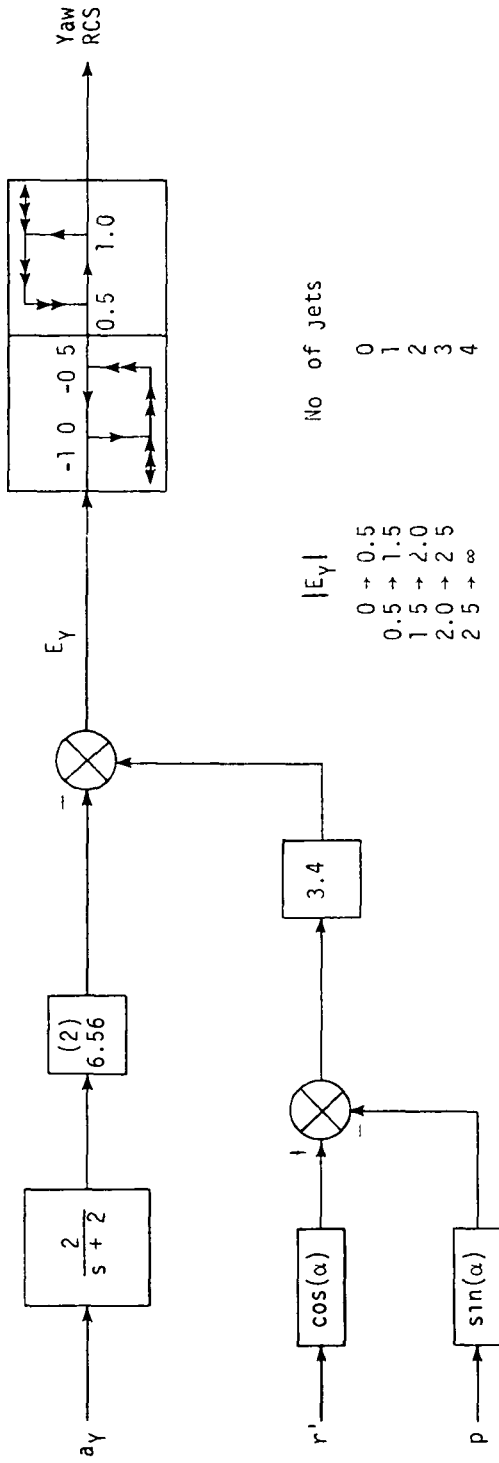 Yaw
RCS
-1 0
-0 5
0.5
1.0
E_Y
−
(2)
6.56
2
s + 2
a_Y
3.4
+
−
cos(α)
r'
sin(α)
p
|E_Y|
No of jets
0 → 0.5 0
0.5 → 1.5 1
1 5 → 2.0 2
2.0 → 2 5 3
2 5 → ∞ 4